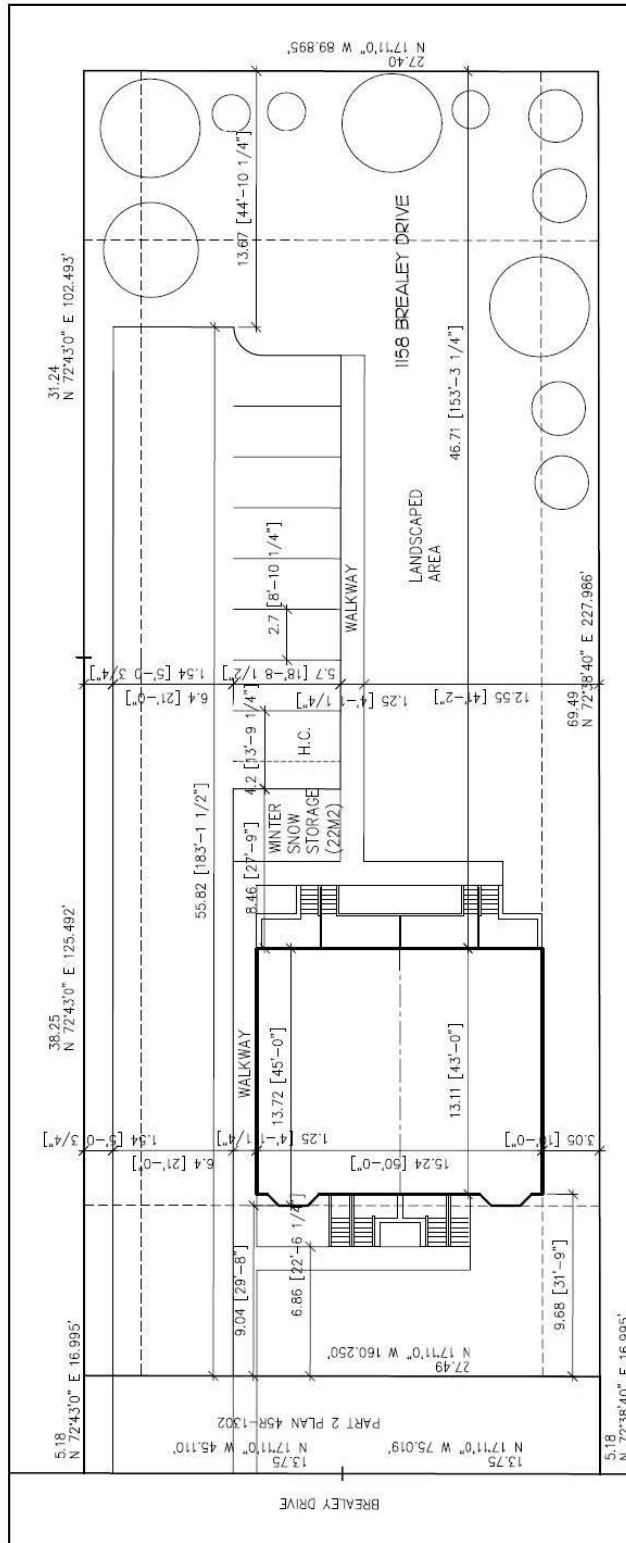 27.40
N 17°11'0" W 89.895'
13.67 [44'-10 1/4"]
1158 BREALEY DRIVE
31.24
N 72°43'0" E 102.493'
46.71 [153'-3 1/4"]
LANDSCAPED
AREA
2.7 [8'-10 1/4"]
WALKWAY
1.54 [5'-0 3/4"]
6.4 [21'-0"]
5.7 [18'-8 1/2"]
1.25 [4'-1 1/4"]
12.55 [41'-2"]
69.49
N 72°38'40" E 227.986'
4.2 [13'-9 1/4"]
H.C.
55.82 [183'-1 1/2"]
8.46 [27'-9"]
WINTER
SNOW
STORAGE
(22M2)
38.25
N 72°43'0" E 125.492'
WALKWAY
13.72 [45'-0"]
13.11 [43'-0"]
1.54 [5'-0 3/4"]
6.4 [21'-0"]
1.25 [4'-1 1/4"]
15.24 [50'-0"]
3.05 [10'-0"]
9.04 [29'-8"]
6.86 [22'-6 1/4"]
9.68 [31'-9"]
27.49
N 17°11'0" W 160.250'
5.18
N 72°43'0" E 16.995'
PART 2 PLAN 45R-1302
13.75
N 17°11'0" W 45.110'
13.75
N 17°11'0" W 75.019'
5.18
N 72°38'40" E 16.995'
BREALEY DRIVE